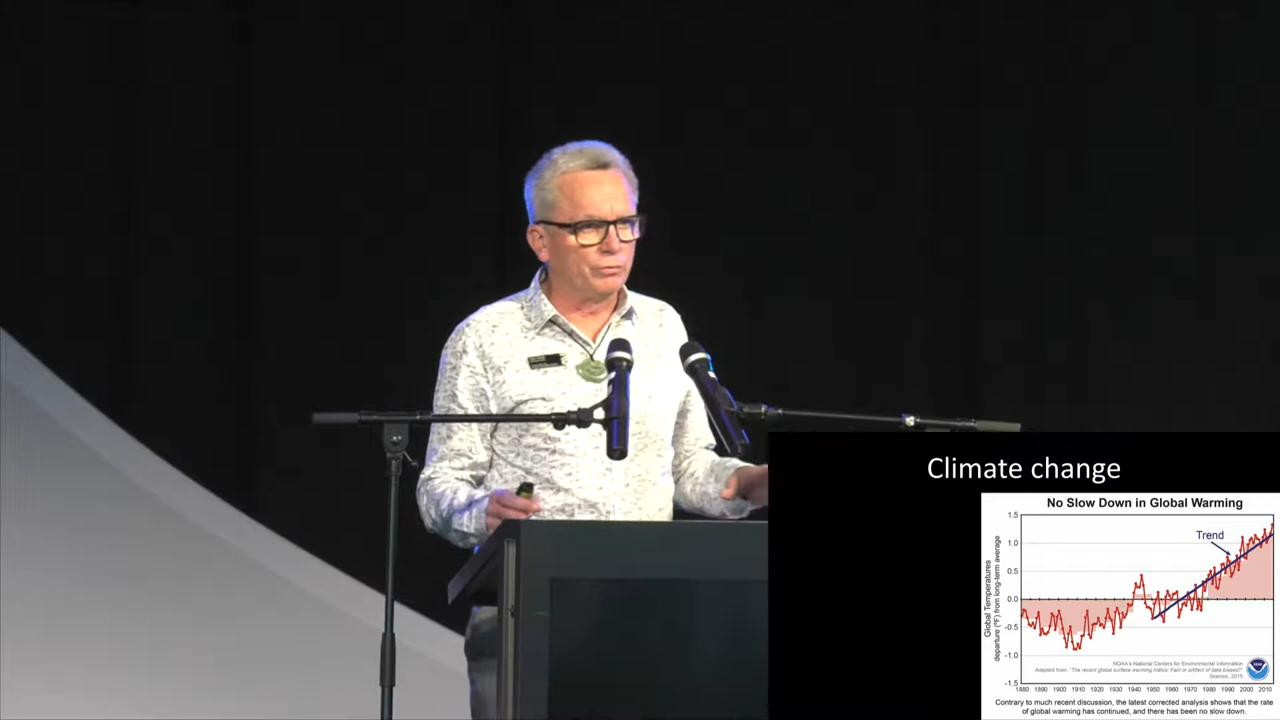 Climate change
No Slow Down in Global Warming
1.5
1.0
0.5
0.0
-0.5
-1.0
-1.5
Global Temperatures
departure (°F) from long-term average
Trend
NOAA's National Centers for Environmental Information
Adapted from: "The recent global surface warming hiatus: Fact or artifact of data biases?"
Science, 2015
1880 1890 1900 1910 1920 1930 1940 1950 1960 1970 1980 1990 2000 2010
Contrary to much recent discussion, the latest corrected analysis shows that the rate
of global warming has continued, and there has been no slow down.